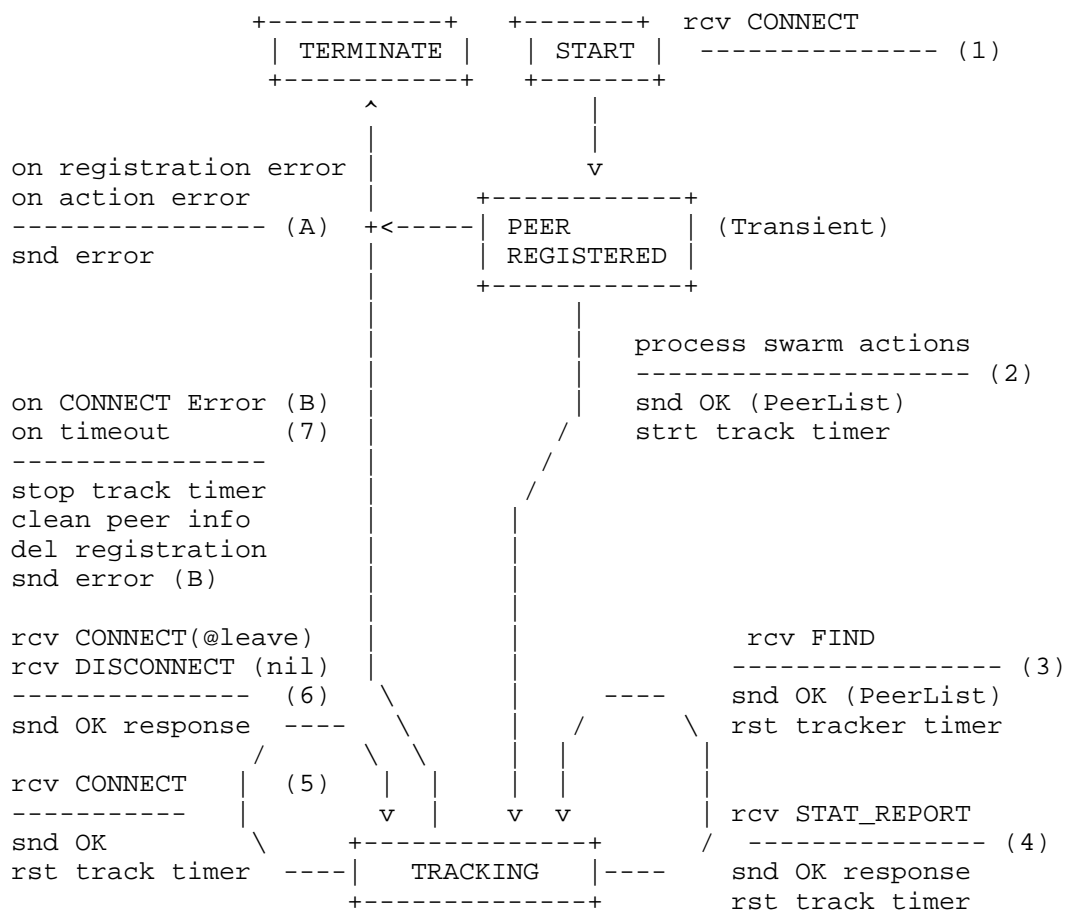 rcv CONNECT
TERMINATE START (1)
on registration error
on action error
(A) PEER (Transient)
snd error REGISTERED
process swarm actions
(2)
on CONNECT Error (B) snd OK (PeerList)
on timeout (7) strt track timer
stop track timer
clean peer info
del registration
snd error (B)
rcv CONNECT(@leave) rcv FIND
rcv DISCONNECT (nil) (3)
(6) snd OK (PeerList)
snd OK response rst tracker timer
rcv CONNECT (5)
rcv STAT_REPORT
snd OK (4)
rst track timer TRACKING snd OK response
rst track timer